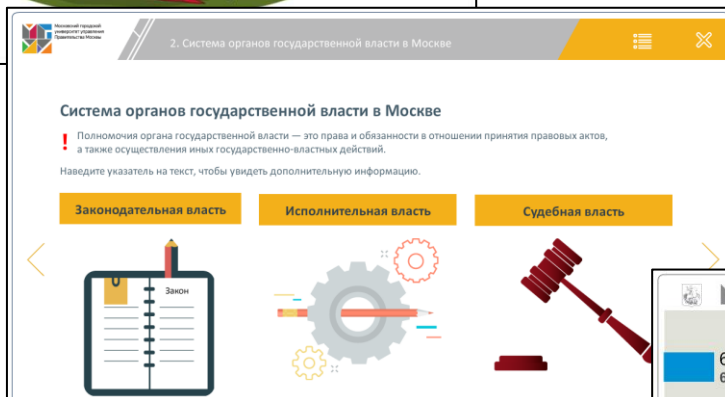 Московский городской
университет управления
Правительства Москвы
2. Система органов государственной власти в Москве
Система органов государственной власти в Москве
! Полномочия органа государственной власти — это права и обязанности в отношении принятия правовых актов,
а также осуществления иных государственно-властных действий.
Наведите указатель на текст, чтобы увидеть дополнительную информацию.
Законодательная власть
Исполнительная власть
Судебная власть
Закон